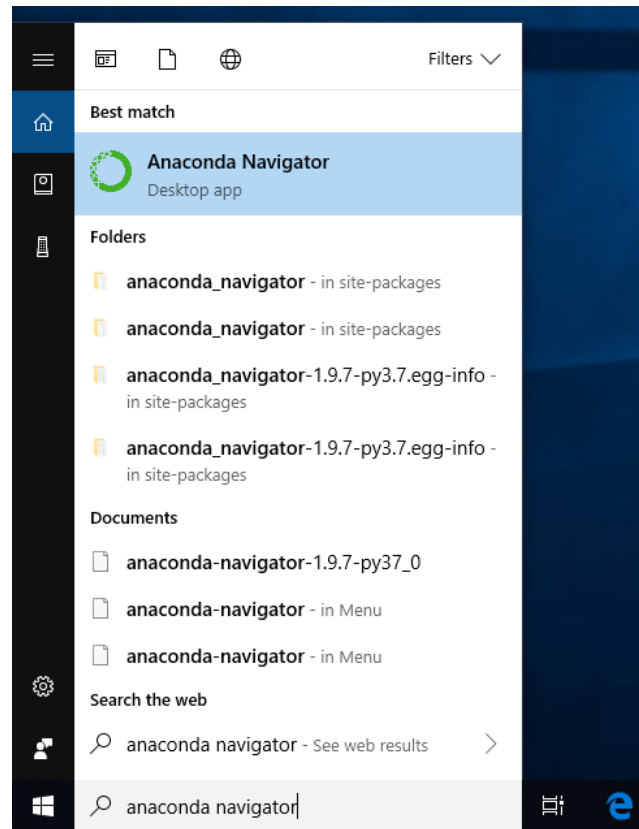 Filters
Best match
Anaconda Navigator
Desktop app
Folders
anaconda_navigator - in site-packages
anaconda_navigator - in site-packages
anaconda_navigator-1.9.7-py3.7.egg-info -
in site-packages
anaconda_navigator-1.9.7-py3.7.egg-info -
in site-packages
Documents
anaconda-navigator-1.9.7-py37_0
anaconda-navigator - in Menu
anaconda-navigator - in Menu
Search the web
anaconda navigator - See web results
anaconda navigator